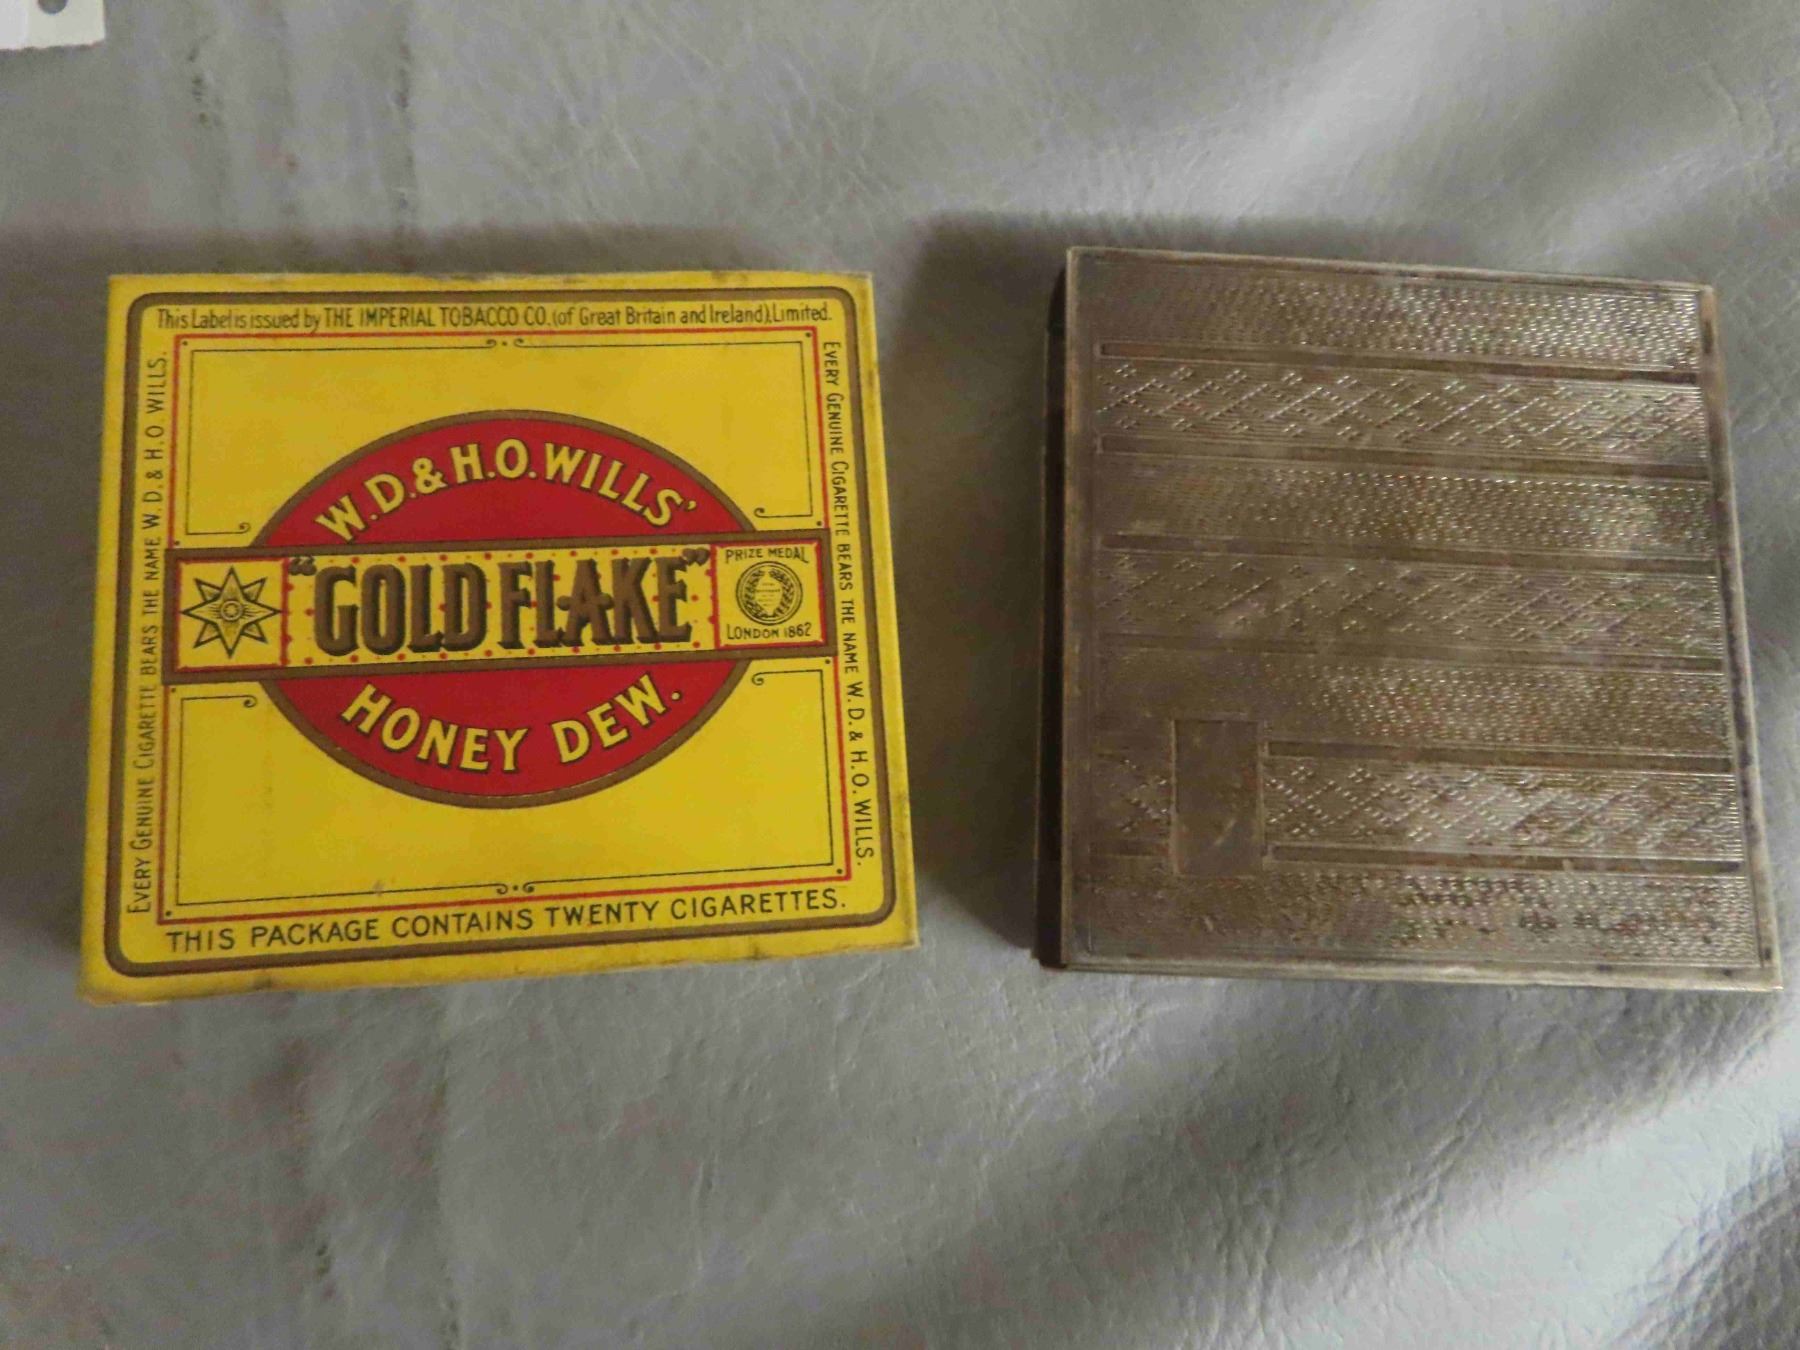 This Label is issued by THE IMPERIAL TOBACCO CO. (of Great Britain and Ireland), Limited.
EVERY GENUINE CIGARETTE BEARS THE NAME W. D. & H. O. WILLS.
EVERY GENUINE CIGARETTE BEARS THE NAME W. D. & H. O. WILLS.
W. D. & H. O. WILLS'
"GOLD FLAKE"
PRIZE MEDAL
LONDON 1862
HONEY DEW.
THIS PACKAGE CONTAINS TWENTY CIGARETTES.